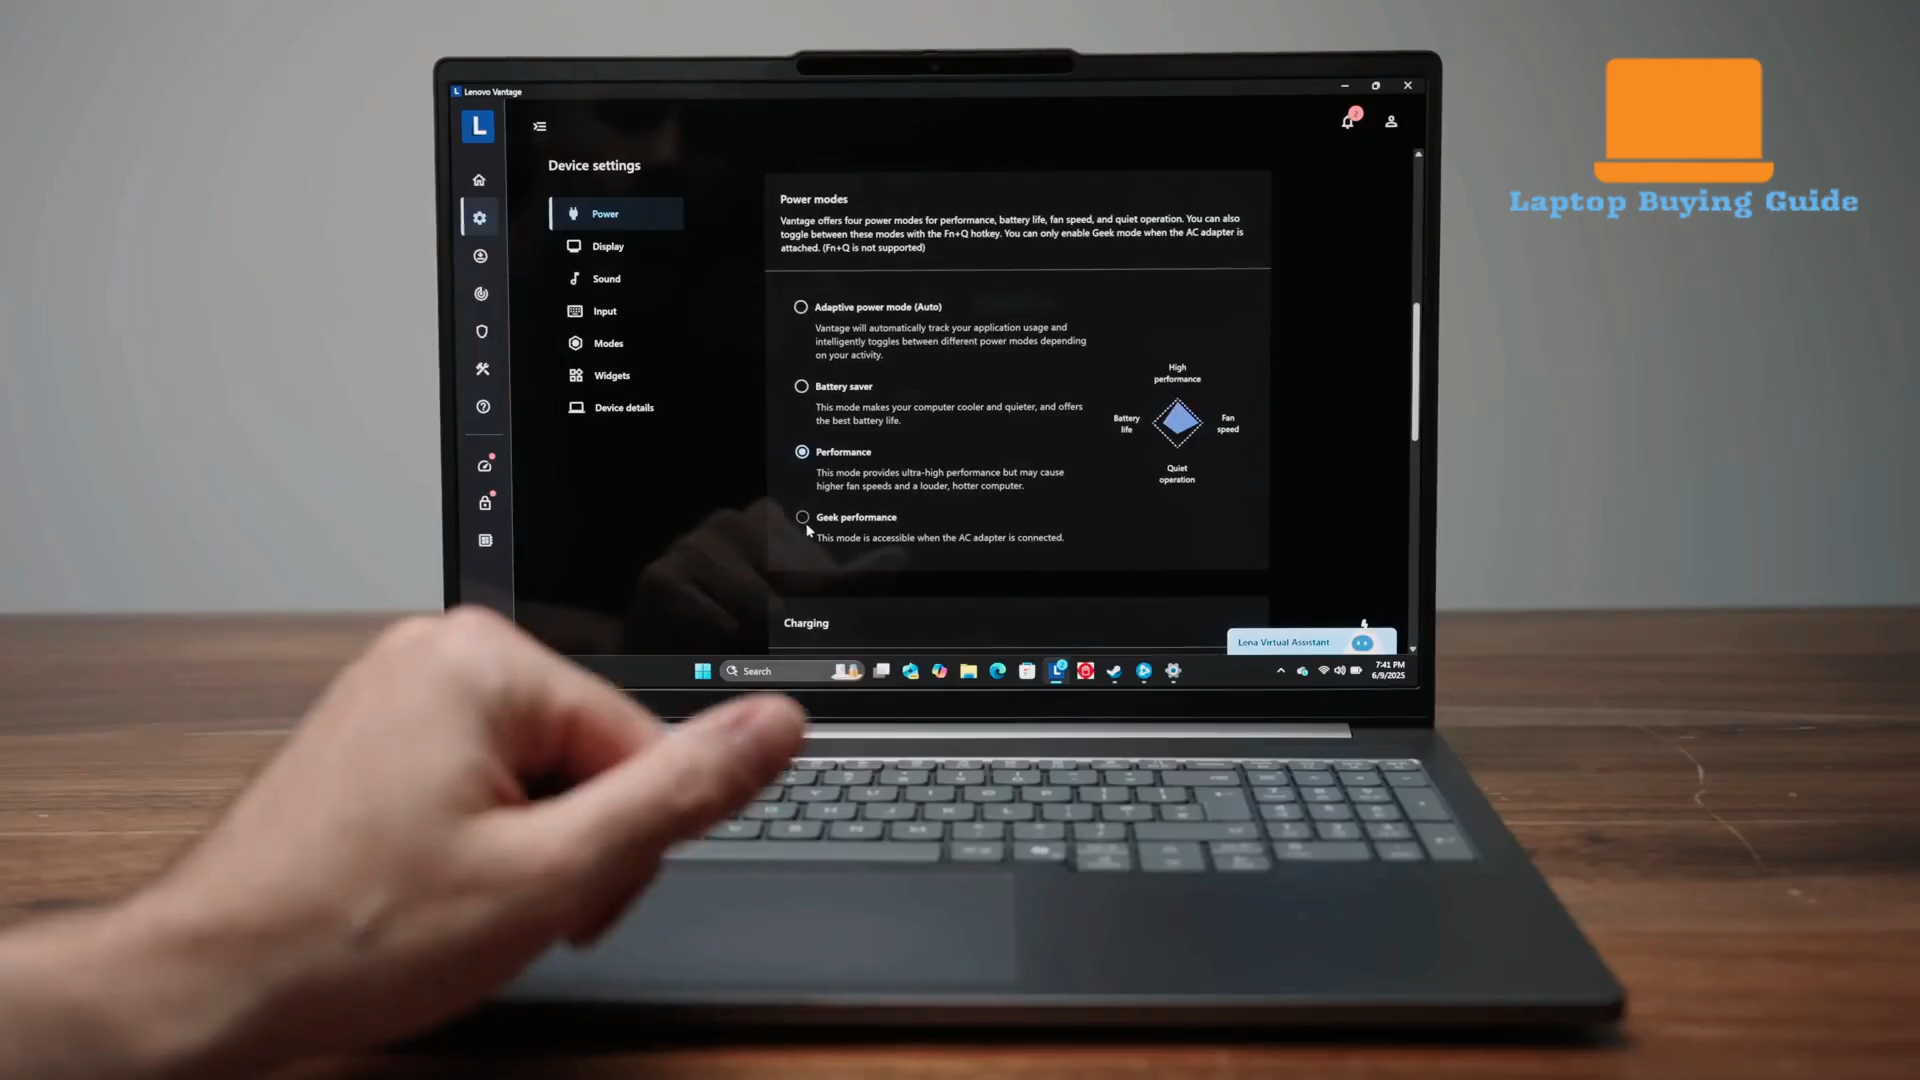 Lenovo Vantage
L
2
Laptop Buying Guide
Device settings
Power
Display
Sound
Input
Modes
Widgets
Device details
Power modes
Vantage offers four power modes for performance, battery life, fan speed, and quiet operation. You can also
toggle between these modes with the Fn+Q hotkey. You can only enable Geek mode when the AC adapter is
attached. (Fn+Q is not supported)
Adaptive power mode (Auto)
Vantage will automatically track your application usage and
intelligently toggles between different power modes depending
on your activity.
Battery saver
This mode makes your computer cooler and quieter, and offers
the best battery life.
Performance
This mode provides ultra-high performance but may cause
higher fan speeds and a louder, hotter computer.
Geek performance
This mode is accessible when the AC adapter is connected.
High
performance
Battery
life
Fan
speed
Quiet
operation
Charging
Lena Virtual Assistant
Search
7:41 PM
6/9/2025